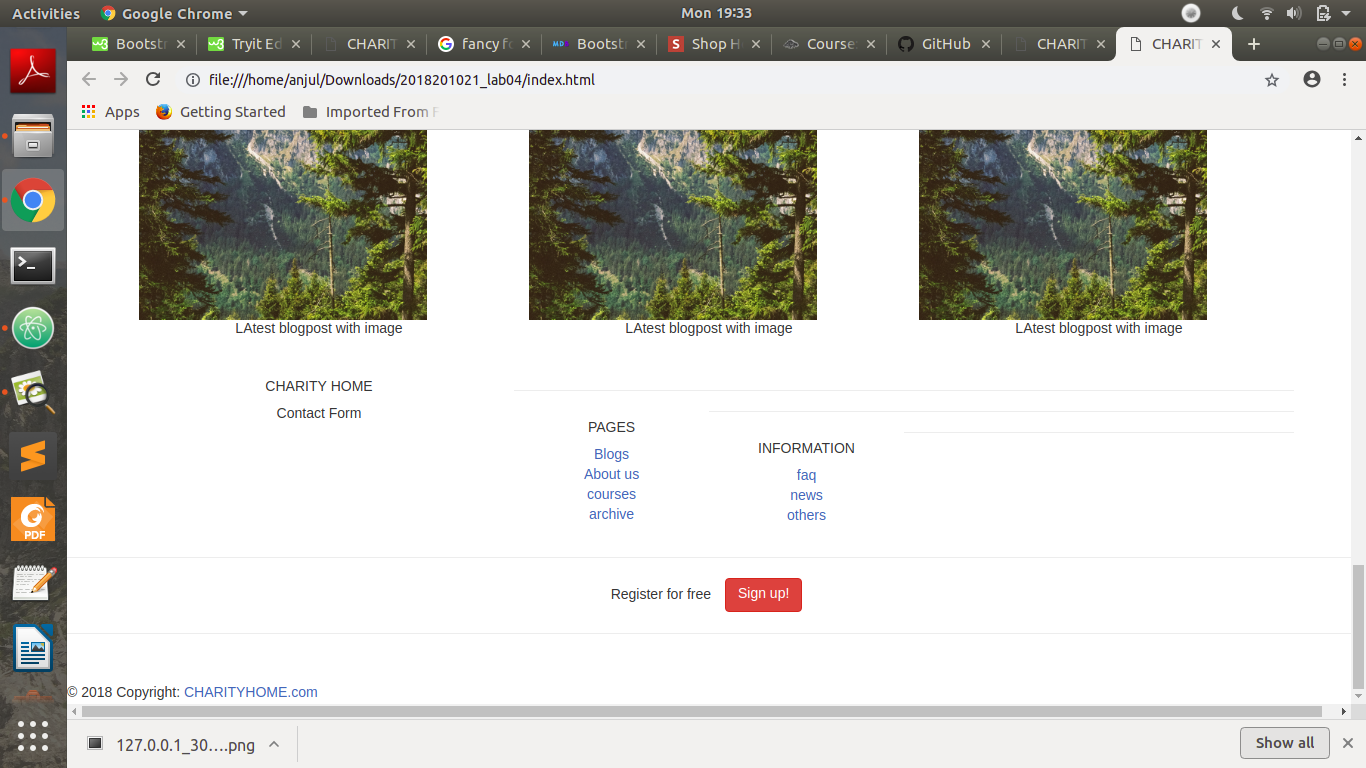 Activities Google Chrome Mon 19:33
Bootstr Tryit Ed CHARIT fancy fo MD Bootstr S Shop H Course: GitHub CHARIT CHARIT
file:///home/anjul/Downloads/2018201021_lab04/index.html
Apps Getting Started Imported From F
LAtest blogpost with image LAtest blogpost with image LAtest blogpost with image
CHARITY HOME
Contact Form
PAGES
Blogs
About us
courses
archive
INFORMATION
faq
news
others
Register for free Sign up!
© 2018 Copyright: CHARITYHOME.com
PDF
127.0.0.1_30....png Show all